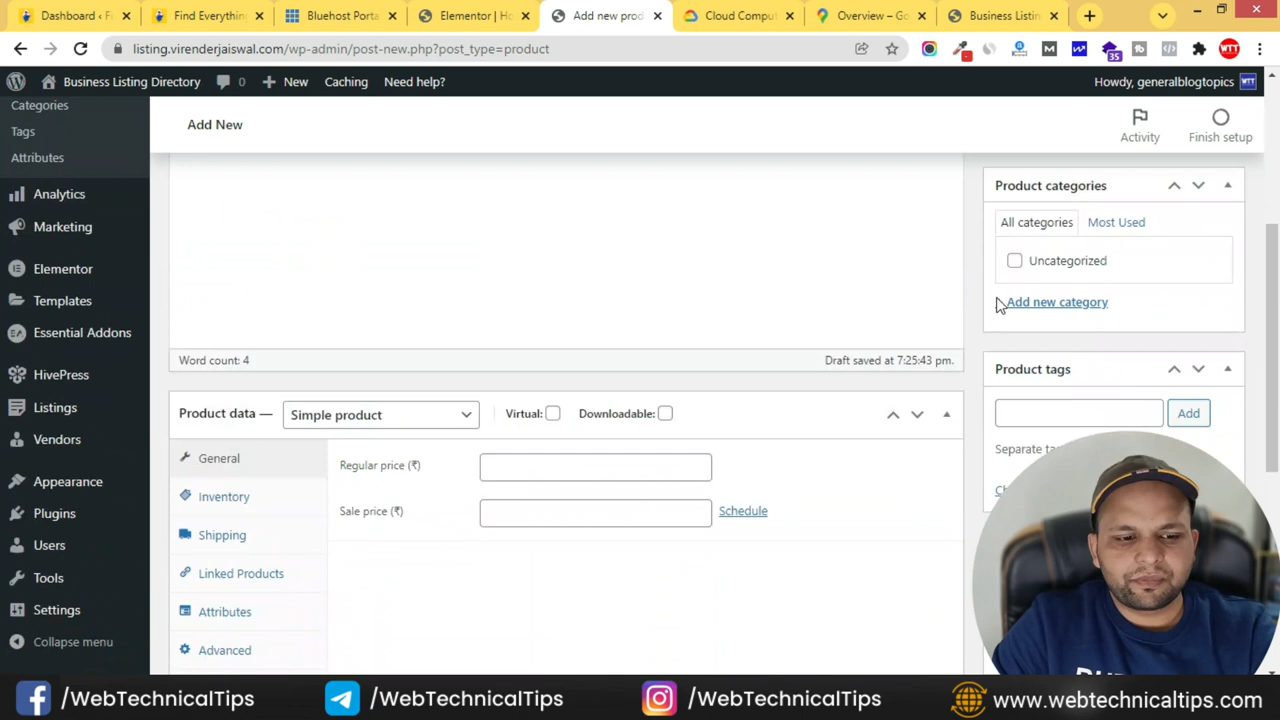 Dashboard ‹ F
Find Everythin
Bluehost Porta
Elementor | Ho
Add new prod
Cloud Comput
Overview – Go
Business Listin
listing.virenderjaiswal.com/wp-admin/post-new.php?post_type=product
35
WTT
Business Listing Directory
0
New
Caching
Need help?
Howdy, generalblogtopics
WTT
Categories
Tags
Attributes
Analytics
Marketing
Elementor
Templates
Essential Addons
HivePress
Listings
Vendors
Appearance
Plugins
Users
Tools
Settings
Collapse menu
Add New
Activity
Finish setup
Word count: 4
Draft saved at 7:25:43 pm.
Product data —
Simple product
Virtual:
Downloadable:
General
Inventory
Shipping
Linked Products
Attributes
Advanced
Regular price (₹)
Sale price (₹)
Schedule
Product categories
All categories
Most Used
Uncategorized
Add new category
Product tags
Add
Separate
/WebTechnicalTips
/WebTechnicalTips
/WebTechnicalTips
www.webtechnicaltips.com